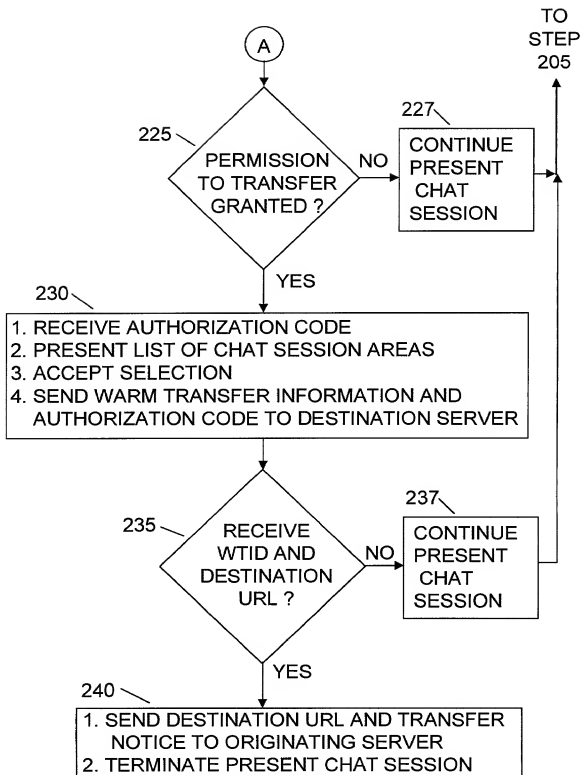 TO
STEP
205
A
227
225
PERMISSION
TO TRANSFER
GRANTED ?
NO
CONTINUE
PRESENT
CHAT
SESSION
YES
230
1. RECEIVE AUTHORIZATION CODE
2. PRESENT LIST OF CHAT SESSION AREAS
3. ACCEPT SELECTION
4. SEND WARM TRANSFER INFORMATION AND
AUTHORIZATION CODE TO DESTINATION SERVER
237
235
RECEIVE
WTID AND
DESTINATION
URL ?
NO
CONTINUE
PRESENT
CHAT
SESSION
YES
240
1. SEND DESTINATION URL AND TRANSFER
NOTICE TO ORIGINATING SERVER
2. TERMINATE PRESENT CHAT SESSION